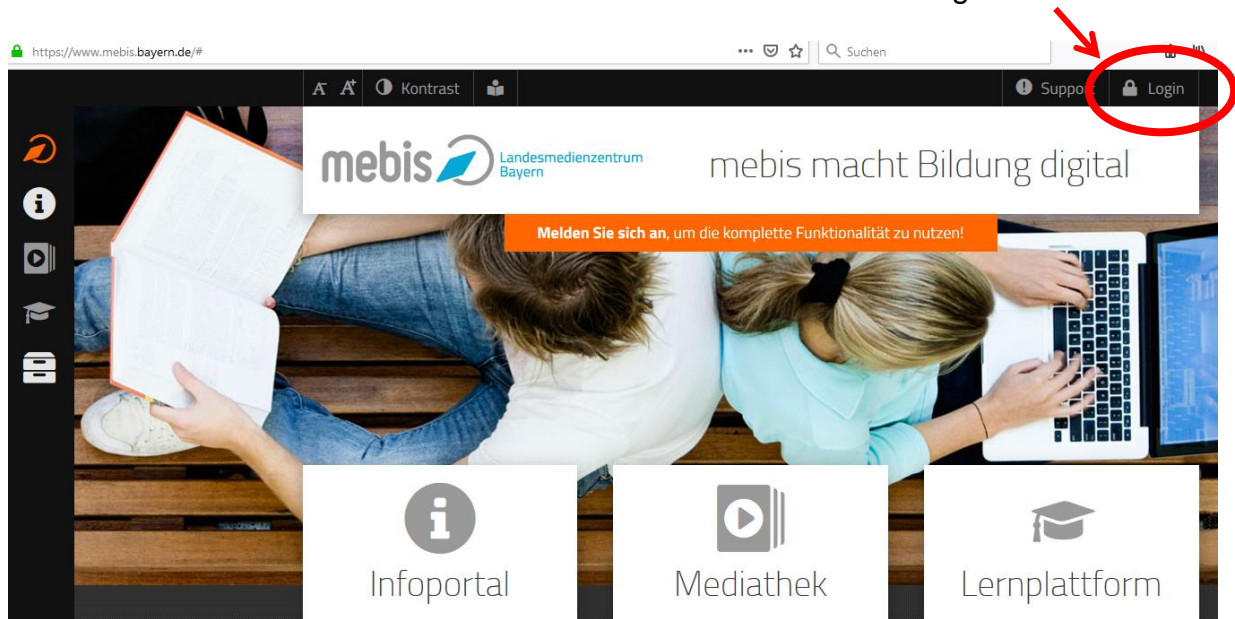 https://www.mebis.bayern.de/#
Suchen
A- A+ Kontrast
Support Login
mebis Landesmedienzentrum
Bayern
mebis macht Bildung digital
Melden Sie sich an, um die komplette Funktionalität zu nutzen!
Infoportal
Mediathek
Lernplattform